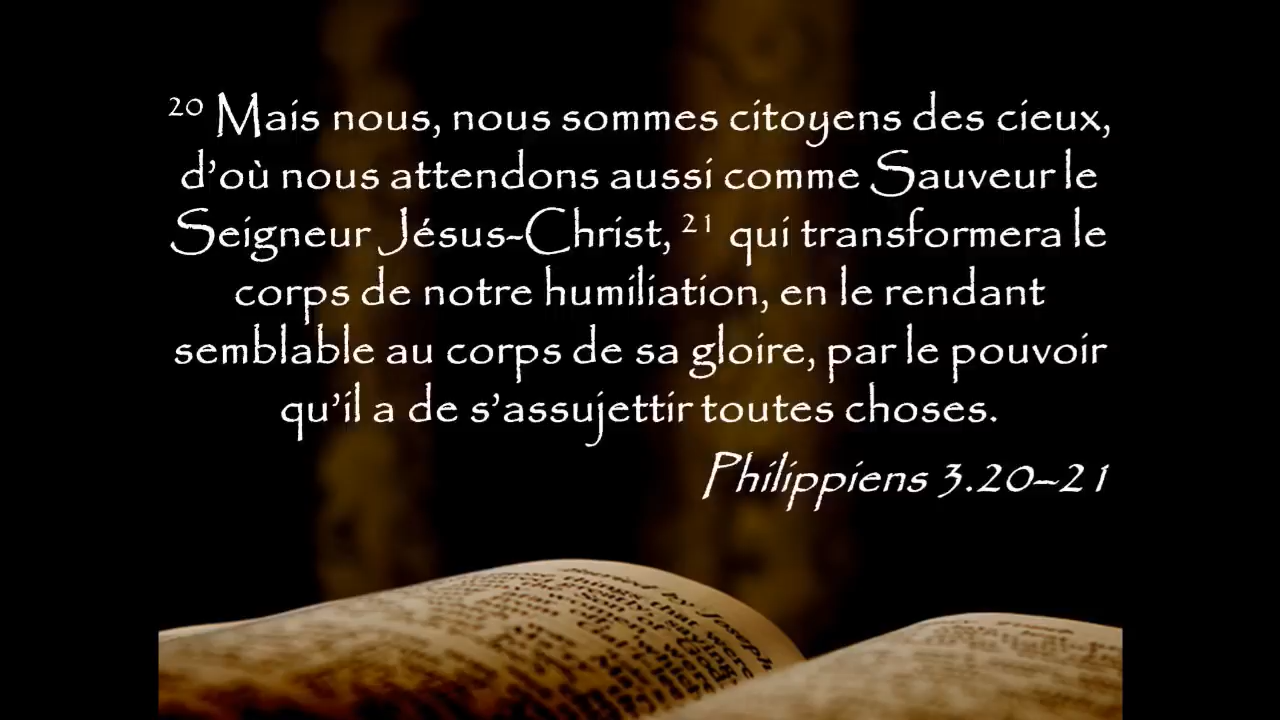 20 Mais nous, nous sommes citoyens des cieux,
d’où nous attendons aussi comme Sauveur le
Seigneur Jésus-Christ, 21 qui transformera le
corps de notre humiliation, en le rendant
semblable au corps de sa gloire, par le pouvoir
qu’il a de s’assujettir toutes choses.
Philippiens 3.20–21